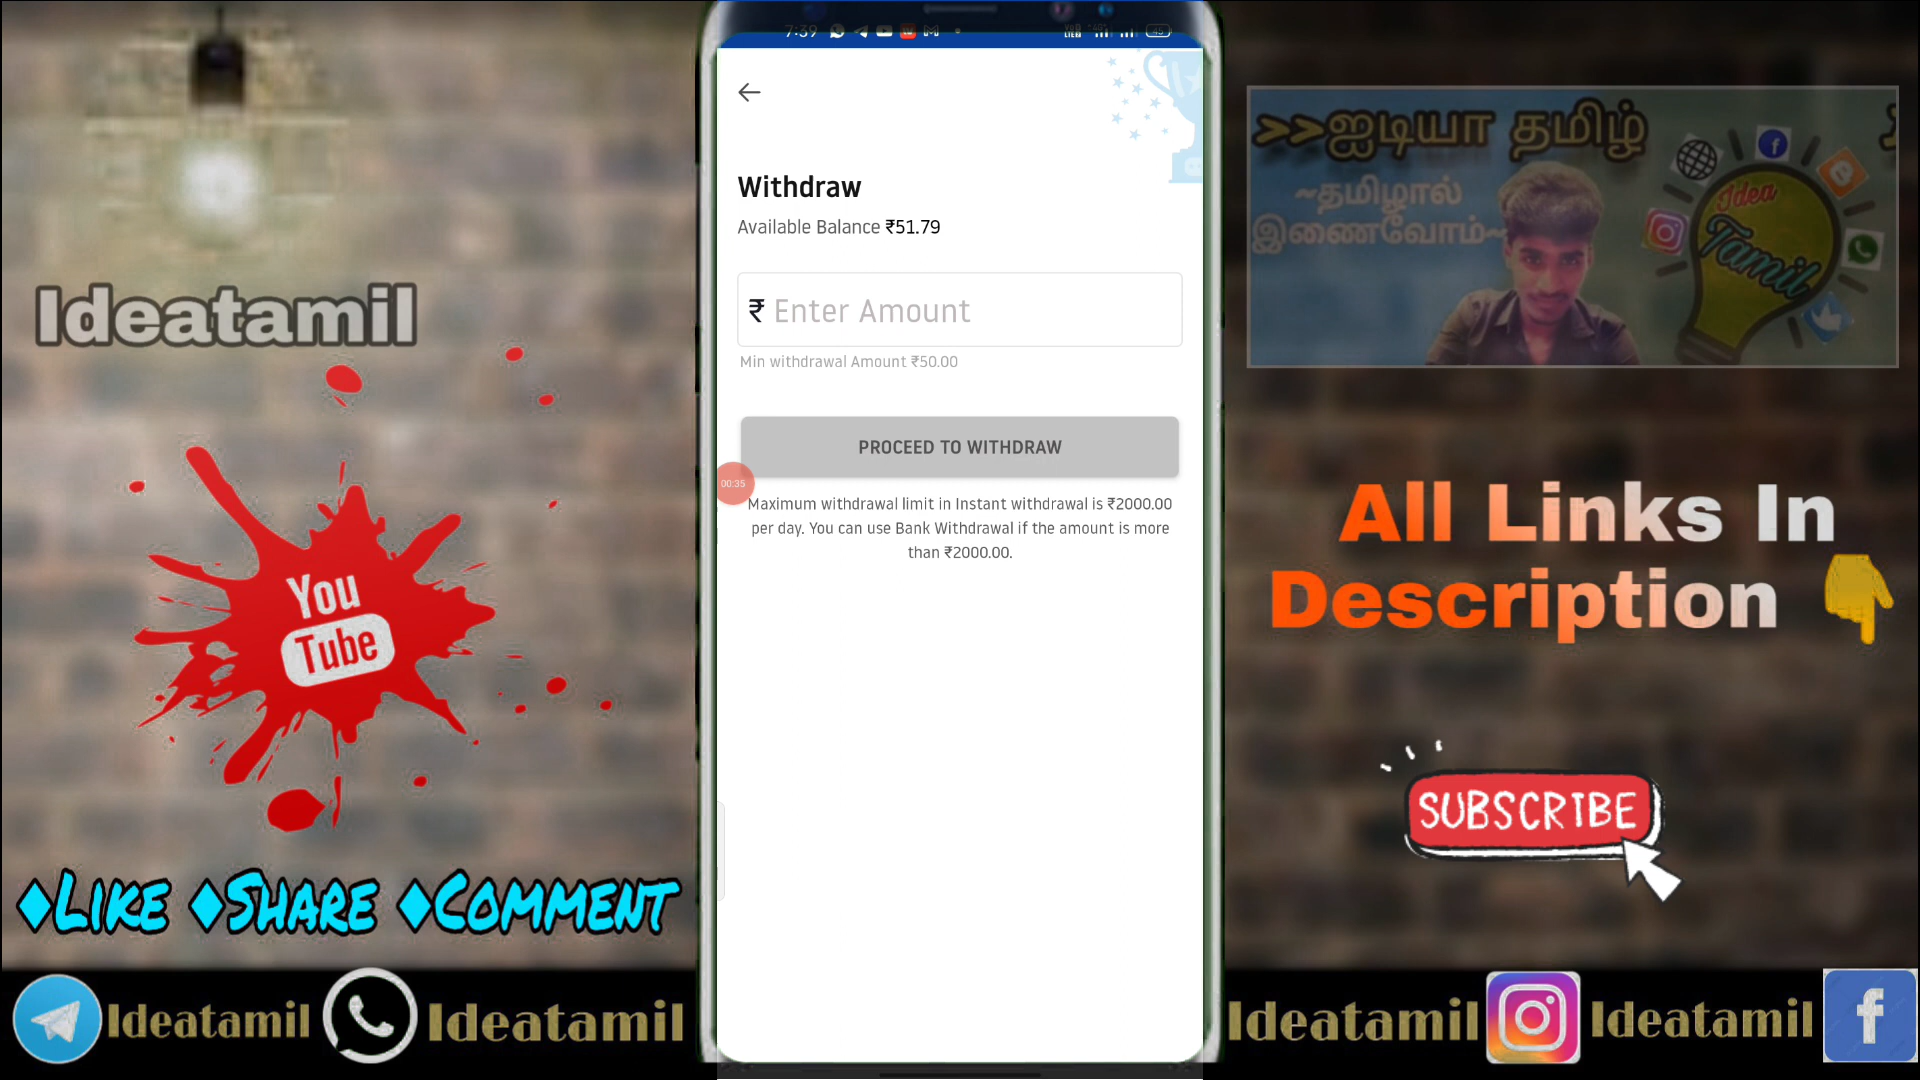 7:39
Withdraw
Available Balance ₹51.79
₹ Enter Amount
Min withdrawal Amount ₹50.00
PROCEED TO WITHDRAW
00:35
Maximum withdrawal limit in Instant withdrawal is ₹2000.00
per day. You can use Bank Withdrawal if the amount is more
than ₹2000.00.
Ideatamil
You
Tube
♦LIKE ♦SHARE ♦COMMENT
>>ஐடியா தமிழ்
~தமிழால்
இணைவோம்~
Idea
Tamil
All Links In
Description 👇
SUBSCRIBE
Ideatamil
Ideatamil
Ideatamil
Ideatamil